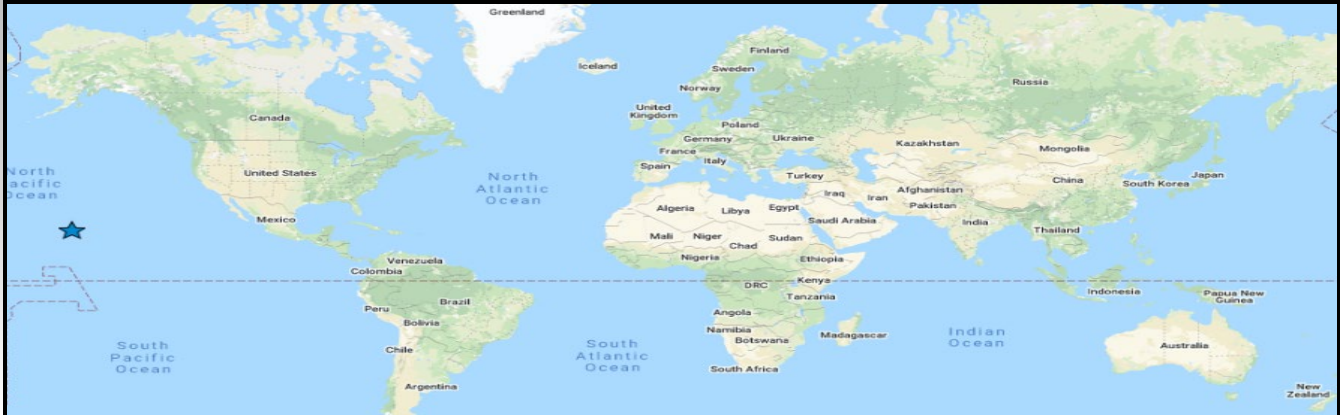 Greenland
Iceland
Finland
Sweden
Norway
Russia
Canada
United
Kingdom
Poland
Germany
Ukraine
Kazakhstan
Mongolia
France
Italy
Spain
Turkey
North
acific
Ocean
United States
North
Atlantic
Ocean
Iraq
Iran
Afghanistan
Pakistan
China
South Korea
Japan
Mexico
Algeria
Libya
Egypt
Saudi Arabia
India
Mali
Niger
Chad
Sudan
Thailand
Venezuela
Colombia
Nigeria
Ethiopia
DRC
Kenya
Tanzania
Indonesia
Papua New
Guinea
Peru
Brazil
Bolivia
Angola
Namibia
Botswana
Madagascar
South
Pacific
Ocean
Chile
South
Atlantic
Ocean
Indian
Ocean
Australia
South Africa
Argentina
New
Zealand